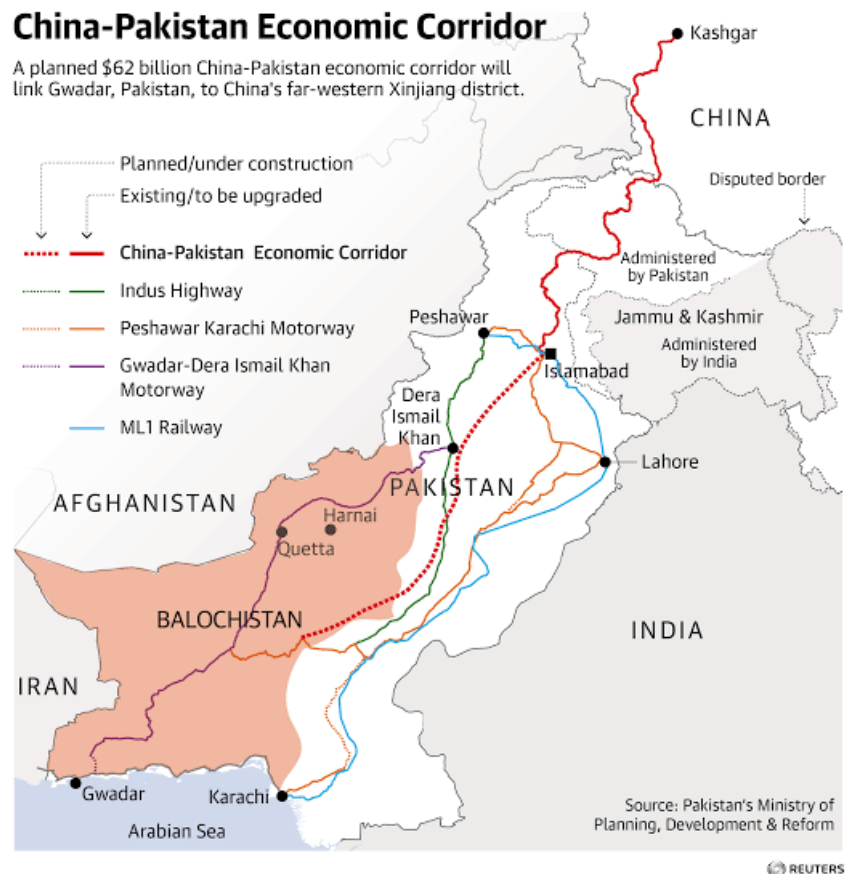 China-Pakistan Economic Corridor
A planned $62 billion China-Pakistan economic corridor will
link Gwadar, Pakistan, to China's far-western Xinjiang district.
Planned/under construction
Existing/to be upgraded
China-Pakistan Economic Corridor
Indus Highway
Peshawar Karachi Motorway
Gwadar-Dera Ismail Khan
Motorway
ML1 Railway
Kashgar
CHINA
Disputed border
Administered
by Pakistan
Jammu & Kashmir
Administered
by India
Peshawar
Islamabad
Dera
Ismail
Khan
Lahore
PAKISTAN
AFGHANISTAN
Harnai
Quetta
BALOCHISTAN
INDIA
IRAN
Gwadar
Karachi
Arabian Sea
Source: Pakistan's Ministry of
Planning, Development & Reform
REUTERS